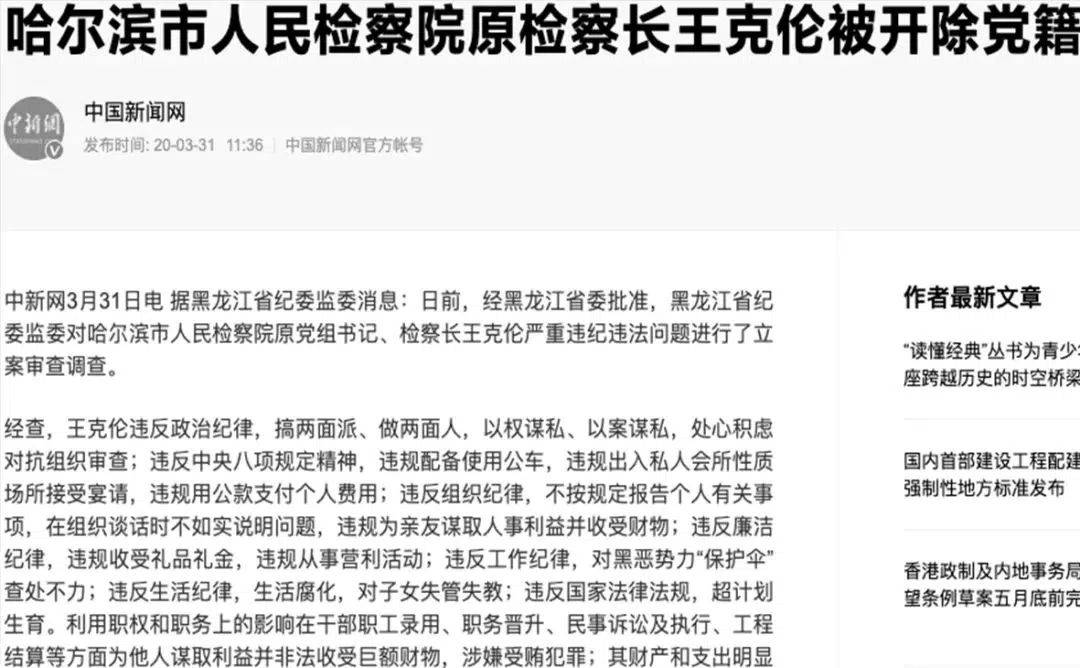 哈尔滨市人民检察院原检察长王克伦被开除党籍
中新网
中国新闻网
发布时间: 20-03-31 11:36 中国新闻网官方帐号
中新网3月31日电 据黑龙江省纪委监委消息：日前，经黑龙江省委批准，黑龙江省纪
委监委对哈尔滨市人民检察院原党组书记、检察长王克伦严重违纪违法问题进行了立
案审查调查。
经查，王克伦违反政治纪律，搞两面派、做两面人，以权谋私、以案谋私，处心积虑
对抗组织审查；违反中央八项规定精神，违规配备使用公车，违规出入私人会所性质
场所接受宴请，违规用公款支付个人费用；违反组织纪律，不按规定报告个人有关事
项，在组织谈话时不如实说明问题，违规为亲友谋取人事利益并收受财物；违反廉洁
纪律，违规收受礼品礼金，违规从事营利活动；违反工作纪律，对黑恶势力“保护伞”
查处不力；违反生活纪律，生活腐化，对子女失管失教；违反国家法律法规，超计划
生育。利用职权和职务上的影响在干部职工录用、职务晋升、民事诉讼及执行、工程
结算等方面为他人谋取利益并非法收受巨额财物，涉嫌受贿犯罪；其财产和支出明显
作者最新文章
“读懂经典”丛书为青少
座跨越历史的时空桥梁
国内首部建设工程配建
强制性地方标准发布
香港政制及内地事务局
望条例草案五月底前完